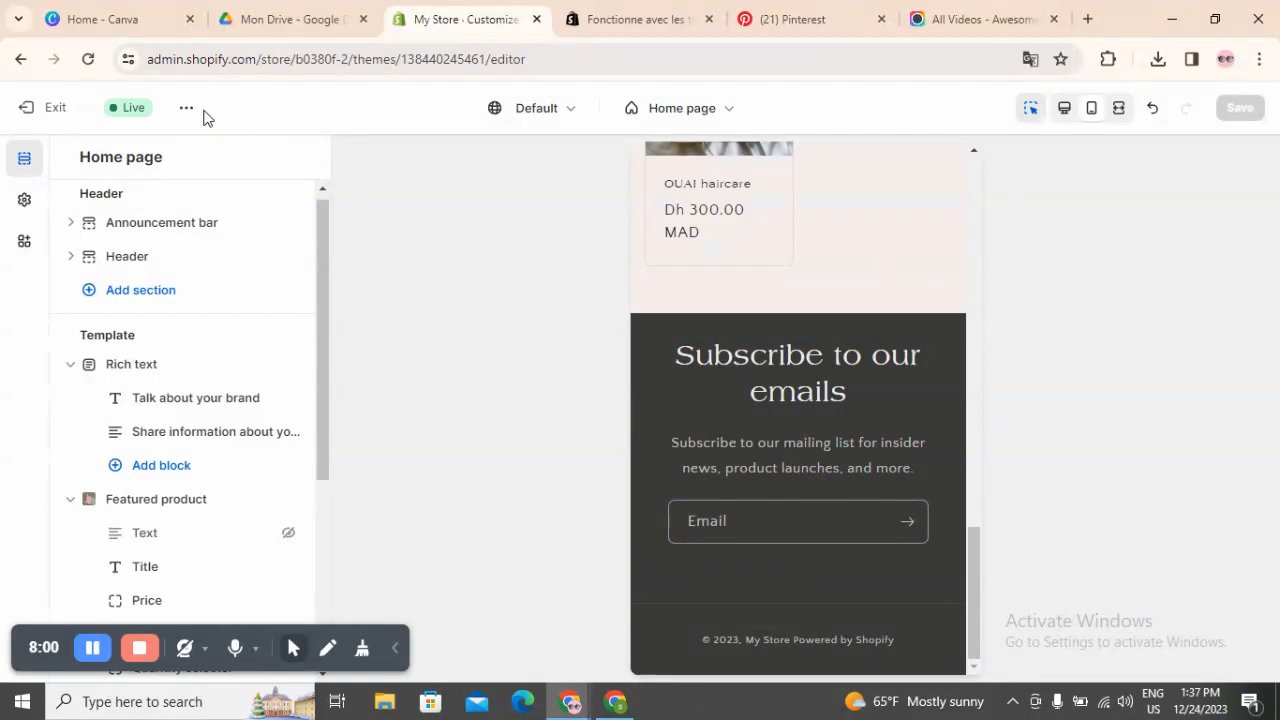 Home - Canva
Mon Drive - Google D
My Store · Customize
Fonctionne avec les t
(21) Pinterest
All Videos - Awesom
admin.shopify.com/store/b0380f-2/themes/138440245461/editor
Exit
Live
Default
Home page
Save
Home page
Header
Announcement bar
Header
Add section
Template
Rich text
Talk about your brand
Share information about yo...
Add block
Featured product
Text
Title
Price
OUAI haircare
Dh 300.00
MAD
Subscribe to our
emails
Subscribe to our mailing list for insider
news, product launches, and more.
Email
© 2023, My Store Powered by Shopify
Activate Windows
Go to Settings to activate Windows.
8:00
Type here to search
65°F Mostly sunny
ENG
US
1:37 PM
12/24/2023
1